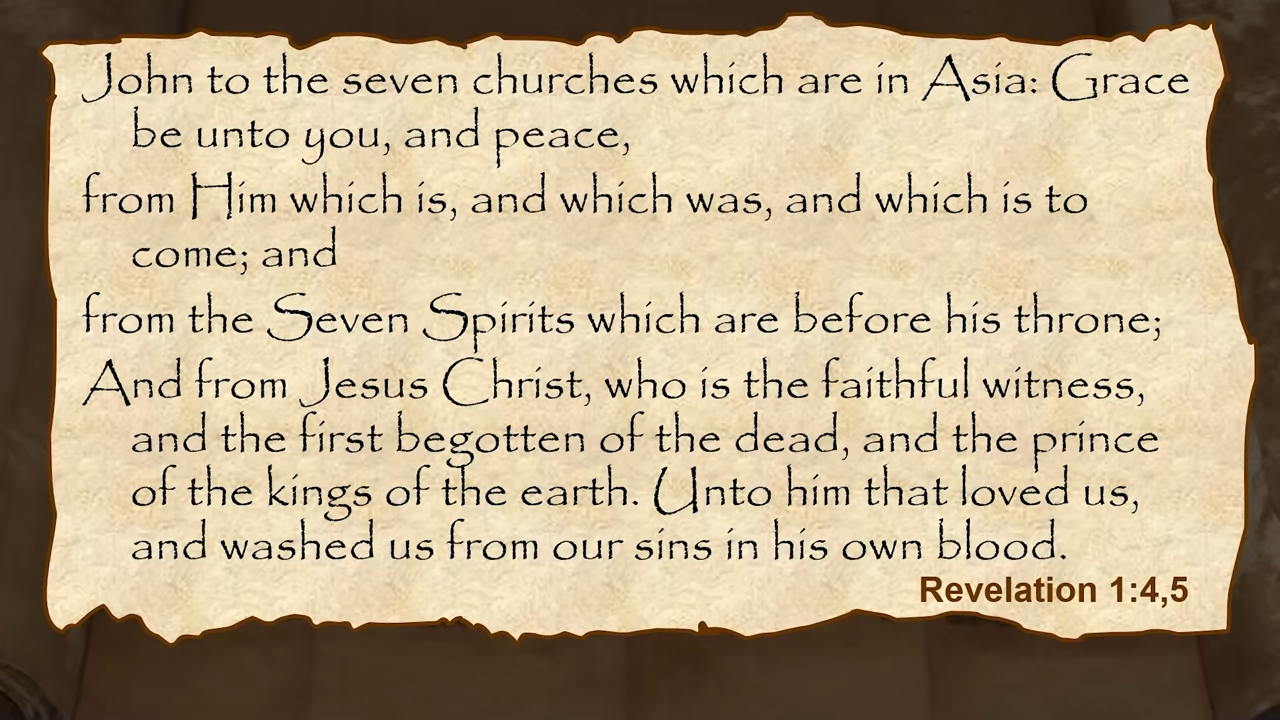 John to the seven churches which are in Asia: Grace
be unto you, and peace,
from Him which is, and which was, and which is to
come; and
from the Seven Spirits which are before his throne;
And from Jesus Christ, who is the faithful witness,
and the first begotten of the dead, and the prince
of the kings of the earth. Unto him that loved us,
and washed us from our sins in his own blood.
Revelation 1:4,5